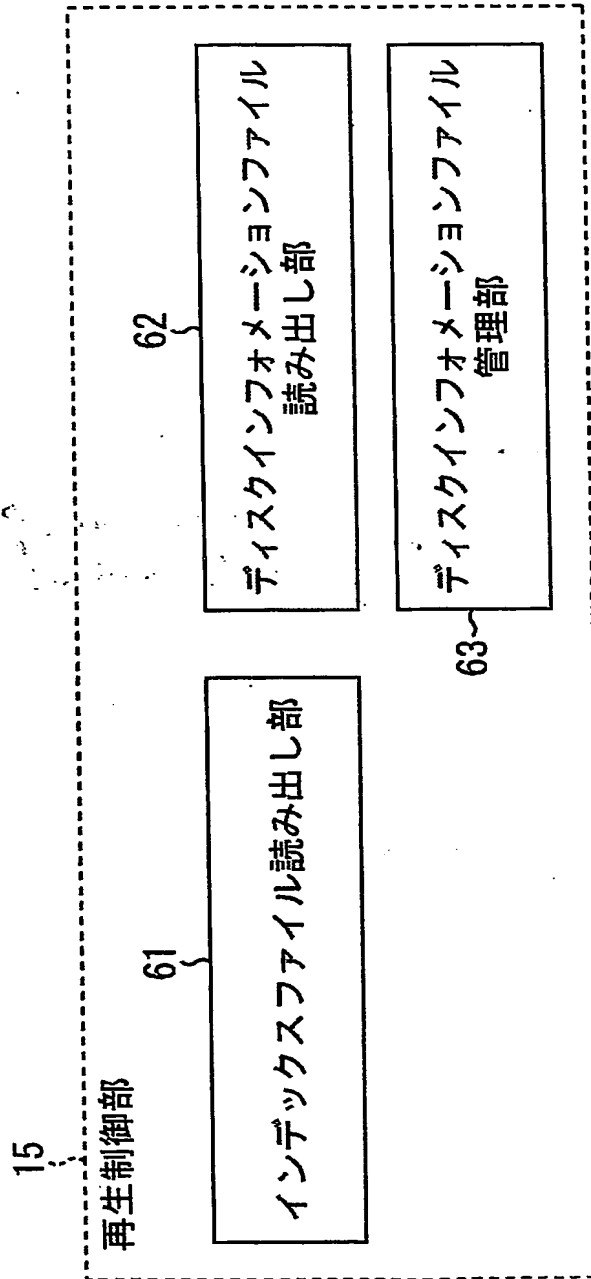 15
再生制御部
61
インデックスファイル読み出し部
62
ディスクインフォメーションファイル
読み出し部
63
ディスクインフォメーションファイル
管理部